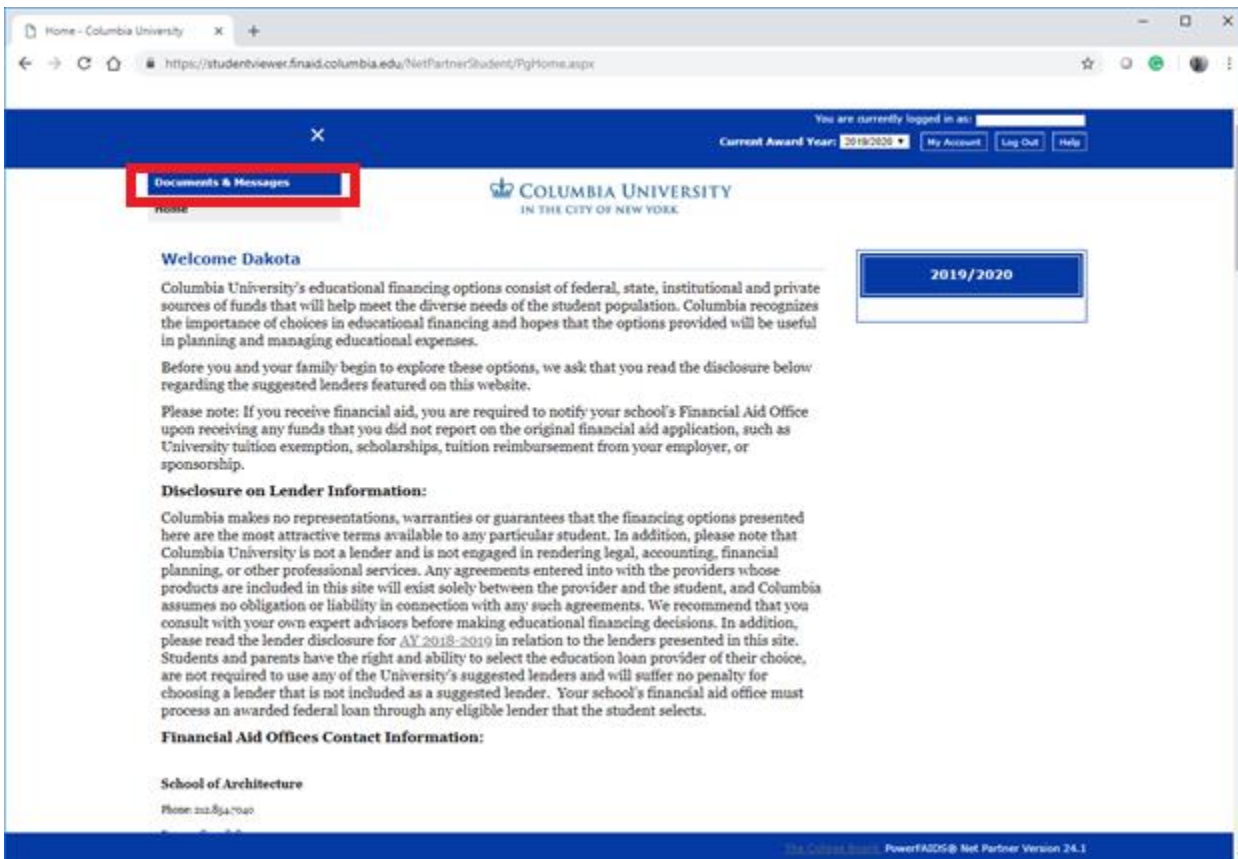 Home - Columbia University
https://studentviewer.finaid.columbia.edu/NetPartnerStudent/PgHome.aspx
You are currently logged in as:
Current Award Year: 2019/2020 My Account Log Out Help
Documents & Messages
Home
COLUMBIA UNIVERSITY
IN THE CITY OF NEW YORK
Welcome Dakota
2019/2020
Columbia University's educational financing options consist of federal, state, institutional and private
sources of funds that will help meet the diverse needs of the student population. Columbia recognizes
the importance of choices in educational financing and hopes that the options provided will be useful
in planning and managing educational expenses.
Before you and your family begin to explore these options, we ask that you read the disclosure below
regarding the suggested lenders featured on this website.
Please note: If you receive financial aid, you are required to notify your school's Financial Aid Office
upon receiving any funds that you did not report on the original financial aid application, such as
University tuition exemption, scholarships, tuition reimbursement from your employer, or
sponsorship.
Disclosure on Lender Information:
Columbia makes no representations, warranties or guarantees that the financing options presented
here are the most attractive terms available to any particular student. In addition, please note that
Columbia University is not a lender and is not engaged in rendering legal, accounting, financial
planning, or other professional services. Any agreements entered into with the providers whose
products are included in this site will exist solely between the provider and the student, and Columbia
assumes no obligation or liability in connection with any such agreements. We recommend that you
consult with your own expert advisors before making educational financing decisions. In addition,
please read the lender disclosure for AY 2018-2019 in relation to the lenders presented in this site.
Students and parents have the right and ability to select the education loan provider of their choice,
are not required to use any of the University's suggested lenders and will suffer no penalty for
choosing a lender that is not included as a suggested lender. Your school's financial aid office must
process an awarded federal loan through any eligible lender that the student selects.
Financial Aid Offices Contact Information:
School of Architecture
Phone: 212.854.7040
The College Board. PowerFAIDS® Net Partner Version 24.1